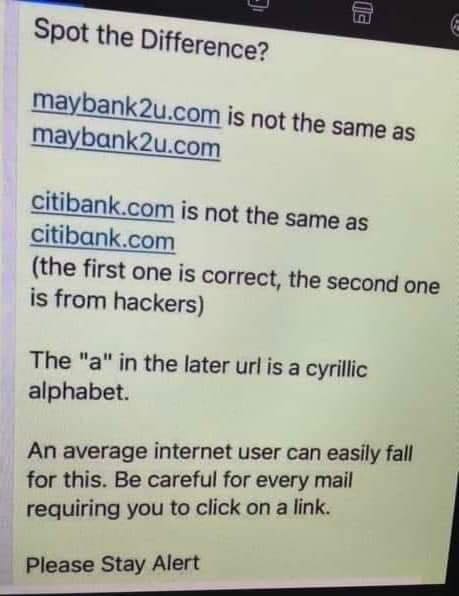 Spot the Difference?
maybank2u.com is not the same as
maybɑnk2u.com
citibank.com is not the same as
citibɑnk.com
(the first one is correct, the second one
is from hackers)
The "a" in the later url is a cyrillic
alphabet.
An average internet user can easily fall
for this. Be careful for every mail
requiring you to click on a link.
Please Stay Alert